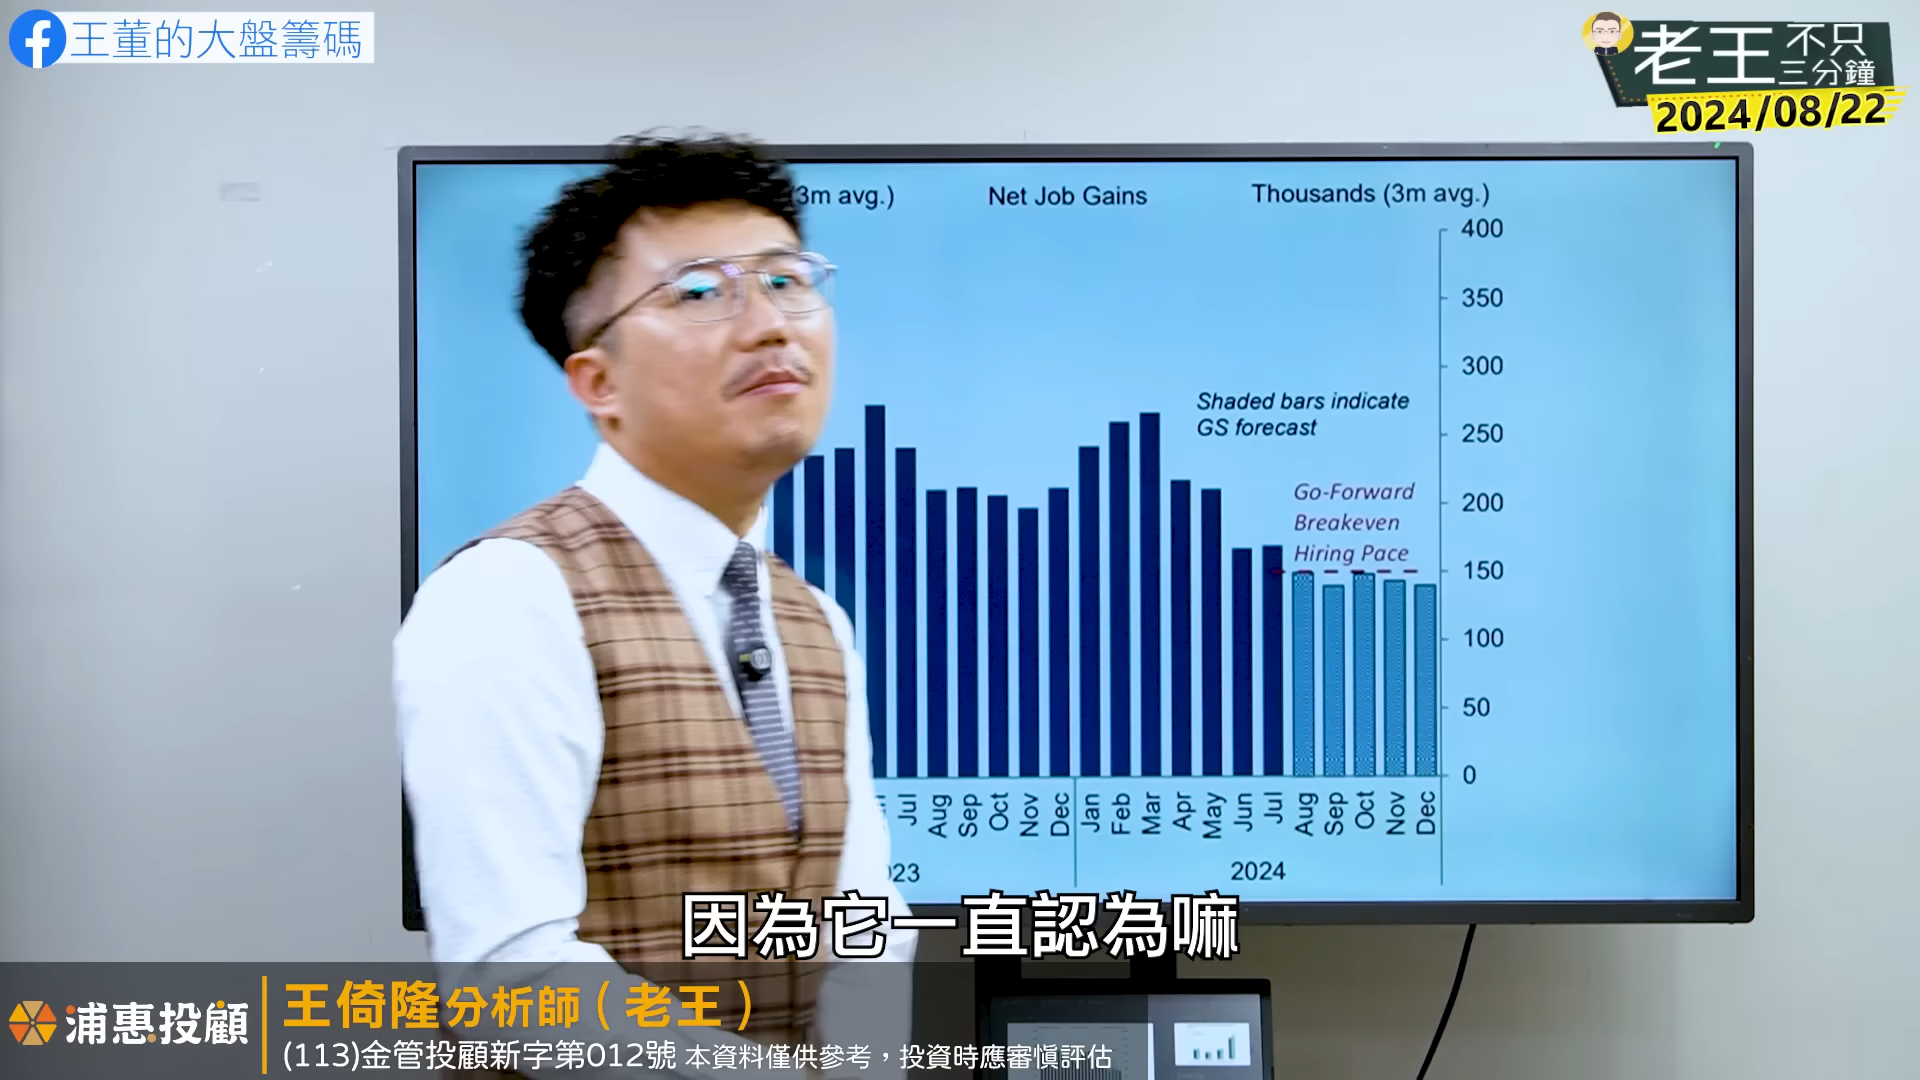 王董的大盤籌碼
老王 不只
三分鐘
2024/08/22
(3m avg.)
Net Job Gains
Thousands (3m avg.)
400
350
300
250
200
150
100
50
0
Shaded bars indicate
GS forecast
Go-Forward
Breakeven
Hiring Pace
Jul Aug Sep Oct Nov Dec Jan Feb Mar Apr May Jun Jul Aug Sep Oct Nov Dec
23
2024
因為它一直認為嘛
浦惠投顧
王倚隆分析師(老王)
(113)金管投顧新字第012號 本資料僅供參考,投資時應審慎評估